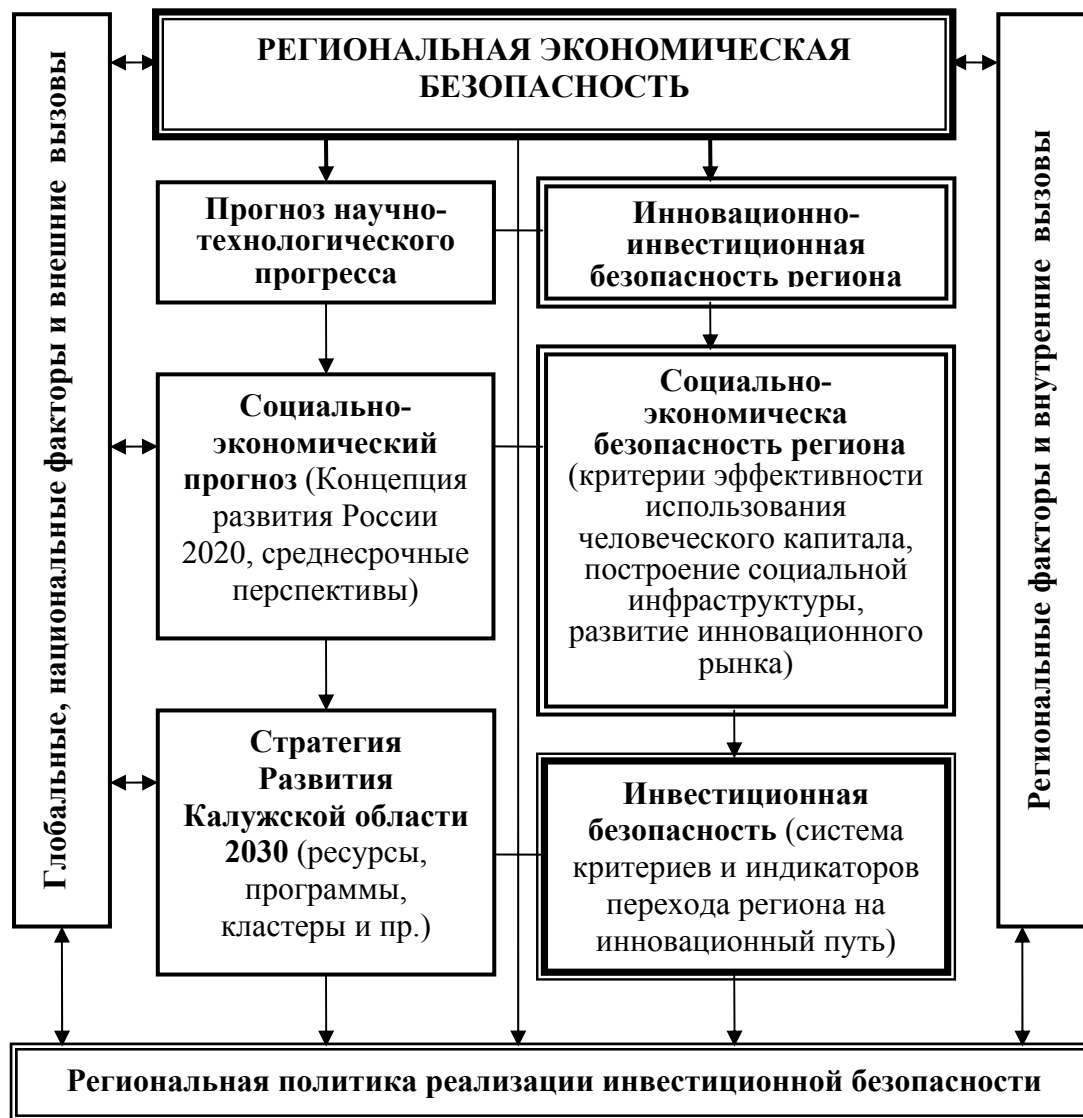 Глобальные, национальные факторы и внешние вызовы
РЕГИОНАЛЬНАЯ ЭКОНОМИЧЕСКАЯ
БЕЗОПАСНОСТЬ
Прогноз научно-
технологического
прогресса
Инновационно-
инвестиционная
безопасность региона
Социально-
экономический
прогноз (Концепция
развития России
2020, среднесрочные
перспективы)
Социально-
экономическа
безопасность региона
(критерии эффективности
использования
человеческого капитала,
построение социальной
инфраструктуры,
развитие инновационного
рынка)
Стратегия
Развития
Калужской области
2030 (ресурсы,
программы,
кластеры и пр.)
Инвестиционная
безопасность (система
критериев и индикаторов
перехода региона на
инновационный путь)
Региональные факторы и внутренние вызовы
Региональная политика реализации инвестиционной безопасности